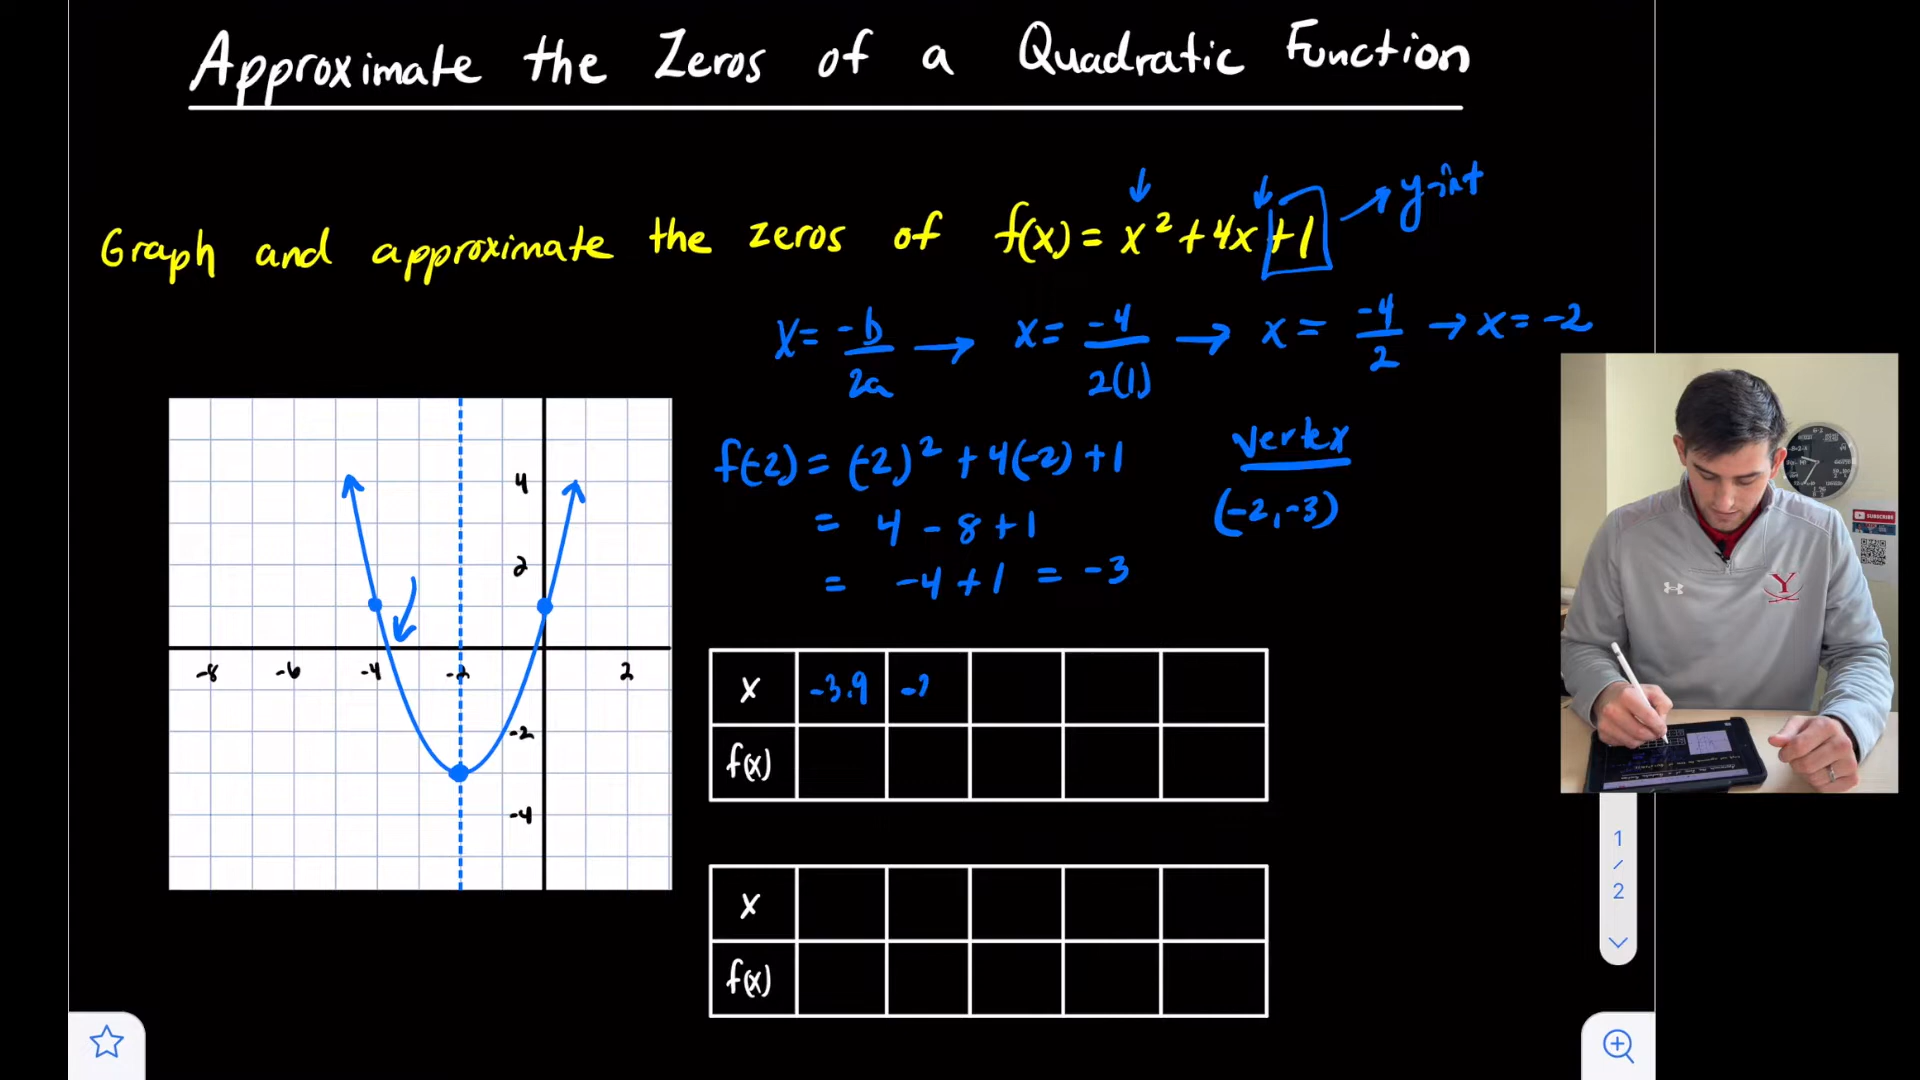 Approximate the Zeros of a Quadratic Function
Graph and approximate the zeros of f(x) = x² + 4x +1 → y-int
x = -b/2a → x = -4/2(1) → x = -4/2 → x = -2
f(-2) = (-2)² + 4(-2) + 1
= 4 - 8 + 1
= -4 + 1 = -3
vertex
(-2, -3)
4
2
-8 -6 -4 -2 2
-2
-4
x -3.9
f(x)
x
f(x)
SUBSCRIBE
Y
1
/
2